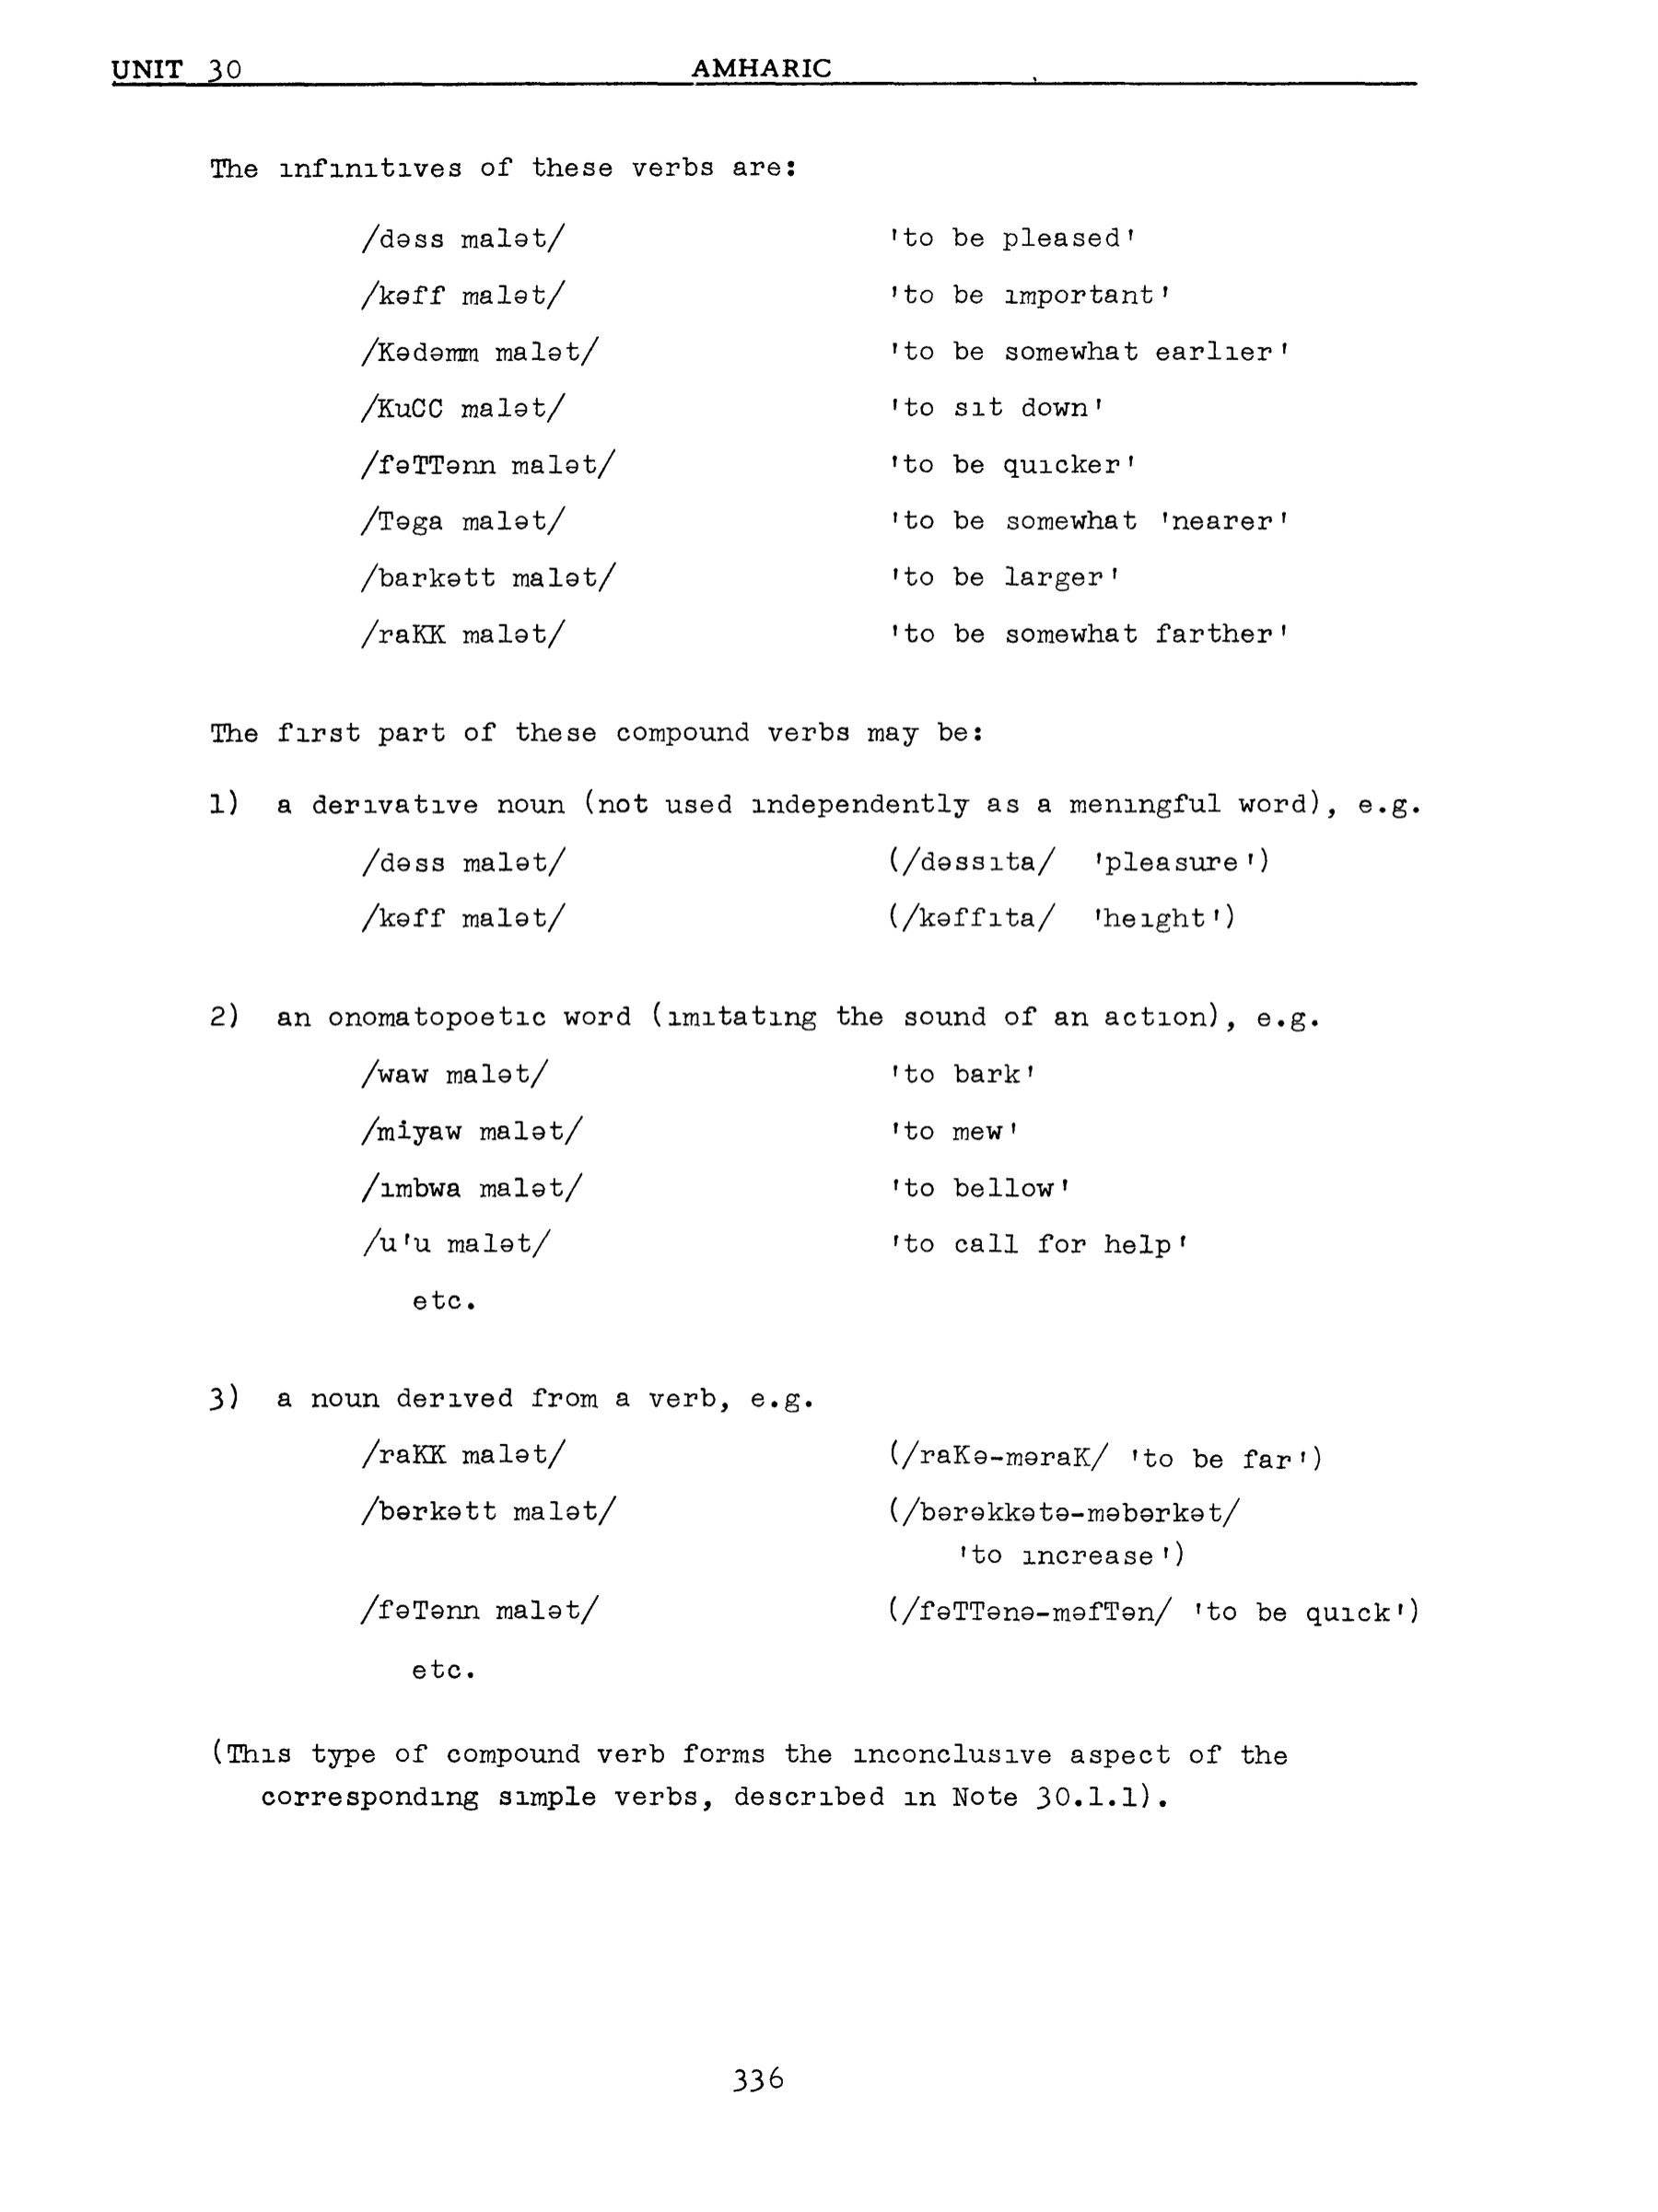 UNIT 30 AMHARIC
The infinitives of these verbs are:
/dəss malət/ 'to be pleased'
/kəff malət/ 'to be important'
/Kədəmm malət/ 'to be somewhat earlier'
/KuCC malət/ 'to sit down'
/fəTTənn malət/ 'to be quicker'
/Təga malət/ 'to be somewhat 'nearer'
/barkətt malət/ 'to be larger'
/raKK malət/ 'to be somewhat farther'
The first part of these compound verbs may be:
1) a derivative noun (not used independently as a meningful word), e.g.
/dəss malət/ (/dəssıta/ 'pleasure')
/kəff malət/ (/kəffıta/ 'height')
2) an onomatopoetic word (imitating the sound of an action), e.g.
/waw malət/ 'to bark'
/miyaw malət/ 'to mew'
/ımbwa malət/ 'to bellow'
/u'u malət/ 'to call for help'
etc.
3) a noun derived from a verb, e.g.
/raKK malət/ (/raKə-məraK/ 'to be far')
/bərkətt malət/ (/bərəkkətə-məbərkət/
'to increase')
/fəTənn malət/ (/fəTTənə-məfTən/ 'to be quick')
etc.
(This type of compound verb forms the inconclusive aspect of the
corresponding simple verbs, described in Note 30.1.1).
336